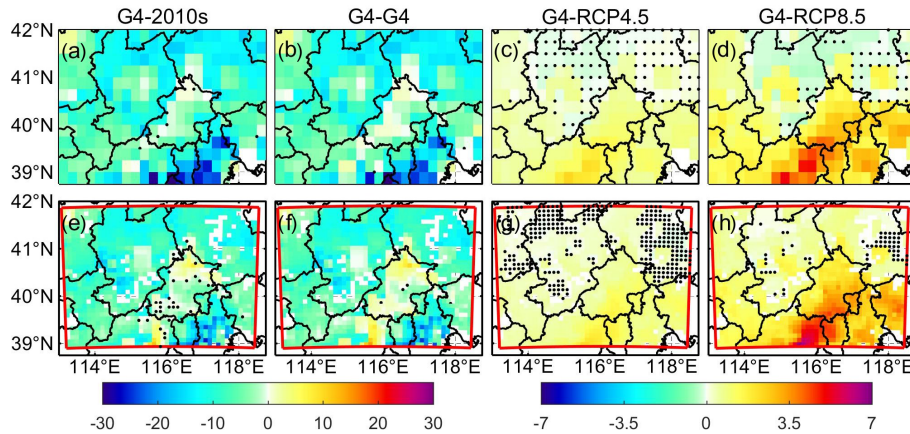 G4-2010s G4-G4 G4-RCP4.5 G4-RCP8.5
42°N (a) (b) (c) (d)
41°N
40°N
39°N
42°N (e) (f) (g) (h)
41°N
40°N
39°N
114°E 116°E 118°E 114°E 116°E 118°E 114°E 116°E 118°E 114°E 116°E 118°E
-30 -20 -10 0 10 20 30 -7 -3.5 0 3.5 7